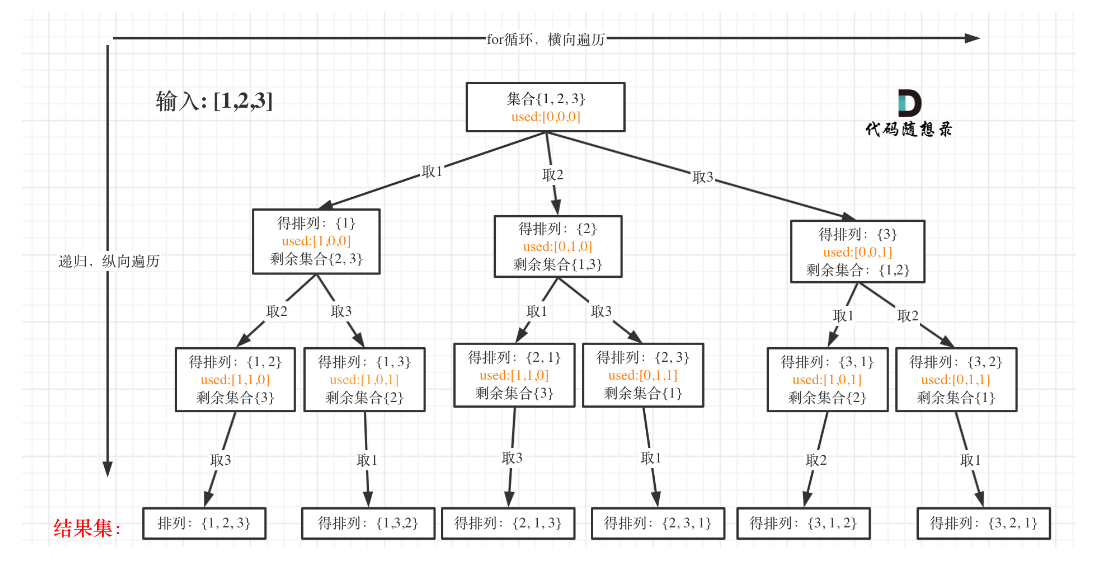 for循环，横向遍历
输入: [1,2,3]
集合{1, 2, 3}
used:[0,0,0]
代码随想录
取1
取2
取3
得排列：{1}
used:[1,0,0]
剩余集合{2, 3}
得排列：{2}
used:[0,1,0]
剩余集合{1,3}
得排列：{3}
used:[0,0,1]
剩余集合：{1,2}
递归，纵向遍历
取2
取3
取1
取3
取1
取2
得排列：{1, 2}
used:[1,1,0]
剩余集合{3}
得排列：{1, 3}
used:[1,0,1]
剩余集合{2}
得排列：{2, 1}
used:[1,1,0]
剩余集合{3}
得排列：{2, 3}
used:[0,1,1]
剩余集合{1}
得排列：{3, 1}
used:[1,0,1]
剩余集合{2}
得排列：{3, 2}
used:[0,1,1]
剩余集合{1}
取3
取1
取3
取1
取2
取1
结果集：
排列：{1, 2, 3}
得排列：{1,3,2}
得排列：{2, 1, 3}
得排列：{2, 3, 1}
得排列：{3, 1, 2}
得排列：{3, 2, 1}